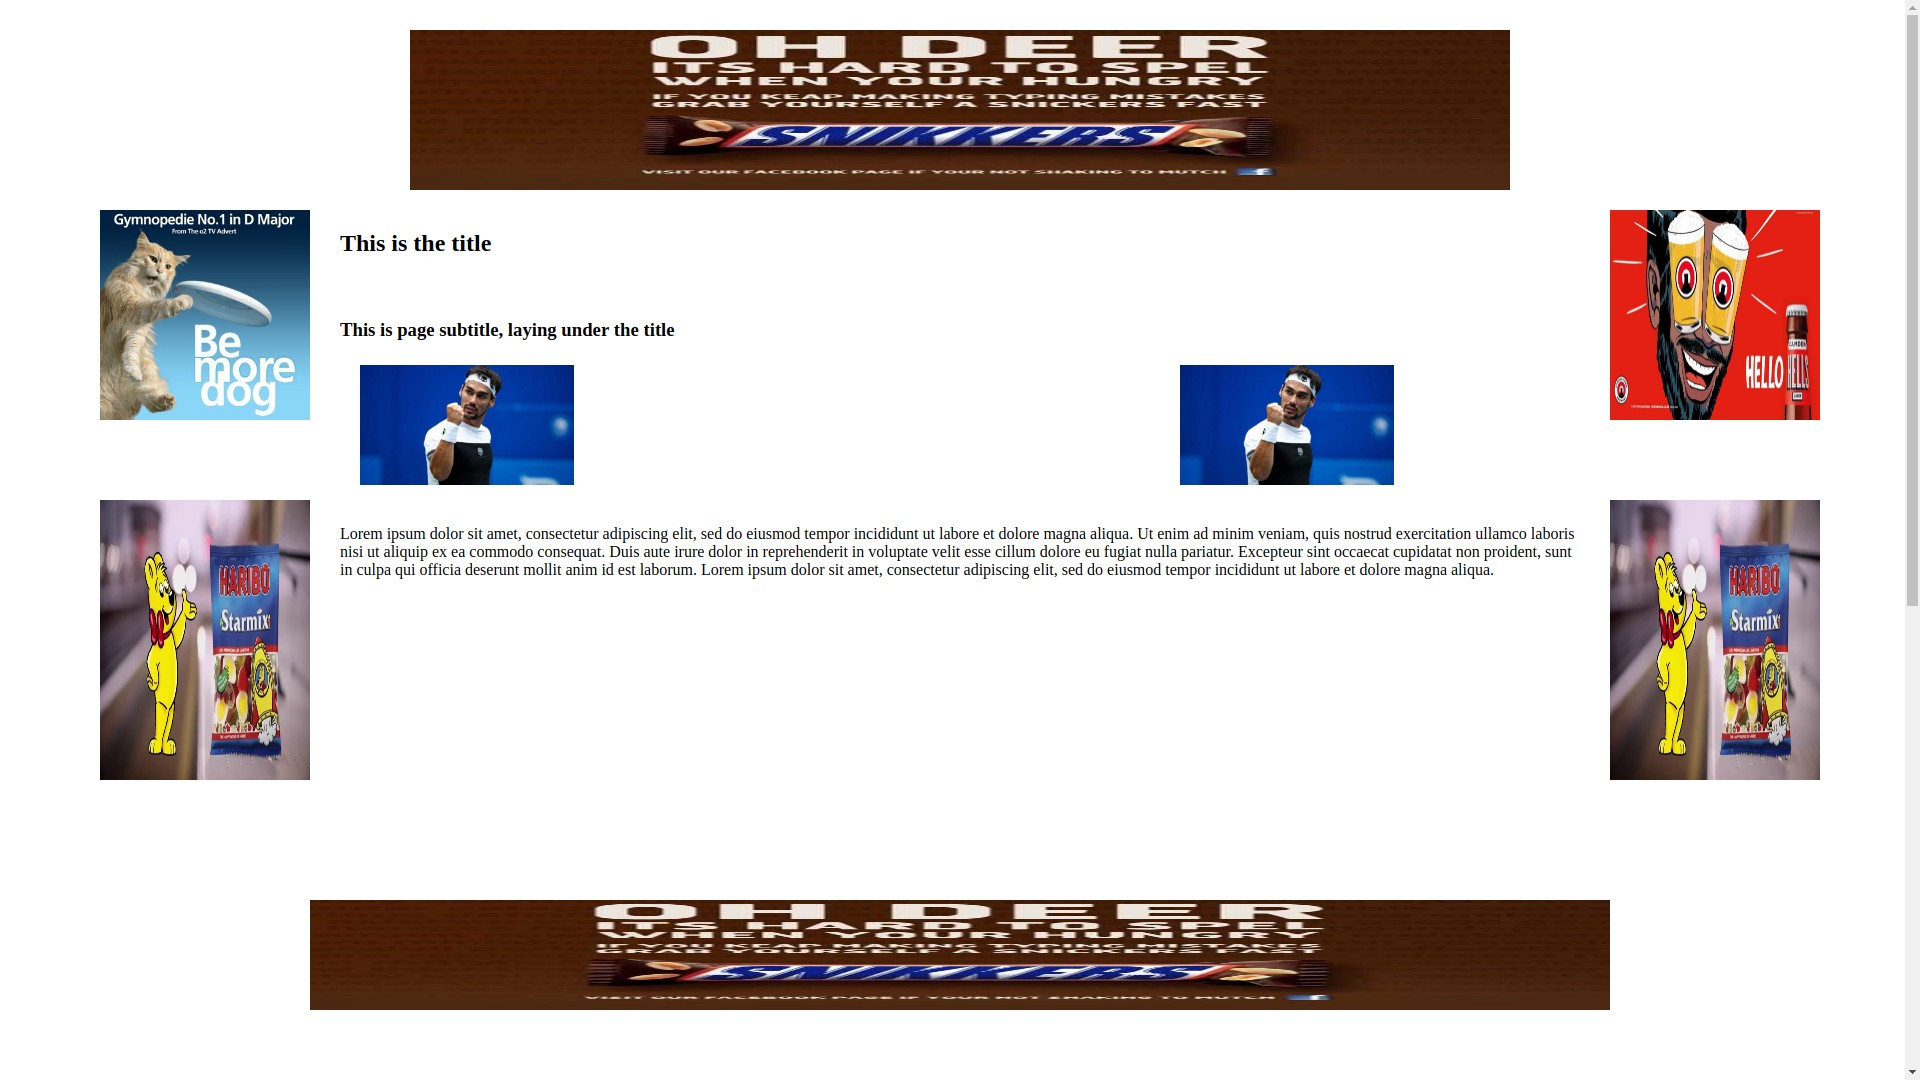 OH DEER
ITS HARD TO SPEL
WHEN YOUR HUNGRY
IF YOU KEAP MAKING TYPING MISTAKES
GRAB YOURSELF A SNICKERS FAST
SNIKKERS
VISIT OUR FACEBOOK PAGE IF YOUR NOT SHAKING TO MUTCH
Gymnopedie No.1 in D Major
From The o2 TV Advert
Be
more
dog
This is the title
This is page subtitle, laying under the title
CAMDEN
HELLO HELLS
LAGER
HARIBO
Starmix
Lorem ipsum dolor sit amet, consectetur adipiscing elit, sed do eiusmod tempor incididunt ut labore et dolore magna aliqua. Ut enim ad minim veniam, quis nostrud exercitation ullamco laboris
nisi ut aliquip ex ea commodo consequat. Duis aute irure dolor in reprehenderit in voluptate velit esse cillum dolore eu fugiat nulla pariatur. Excepteur sint occaecat cupidatat non proident, sunt
in culpa qui officia deserunt mollit anim id est laborum. Lorem ipsum dolor sit amet, consectetur adipiscing elit, sed do eiusmod tempor incididunt ut labore et dolore magna aliqua.
HARIBO
Starmix
OH DEER
ITS HARD TO SPEL
WHEN YOUR HUNGRY
IF YOU KEAP MAKING TYPING MISTAKES
GRAB YOURSELF A SNICKERS FAST
SNIKKERS
VISIT OUR FACEBOOK PAGE IF YOUR NOT SHAKING TO MUTCH